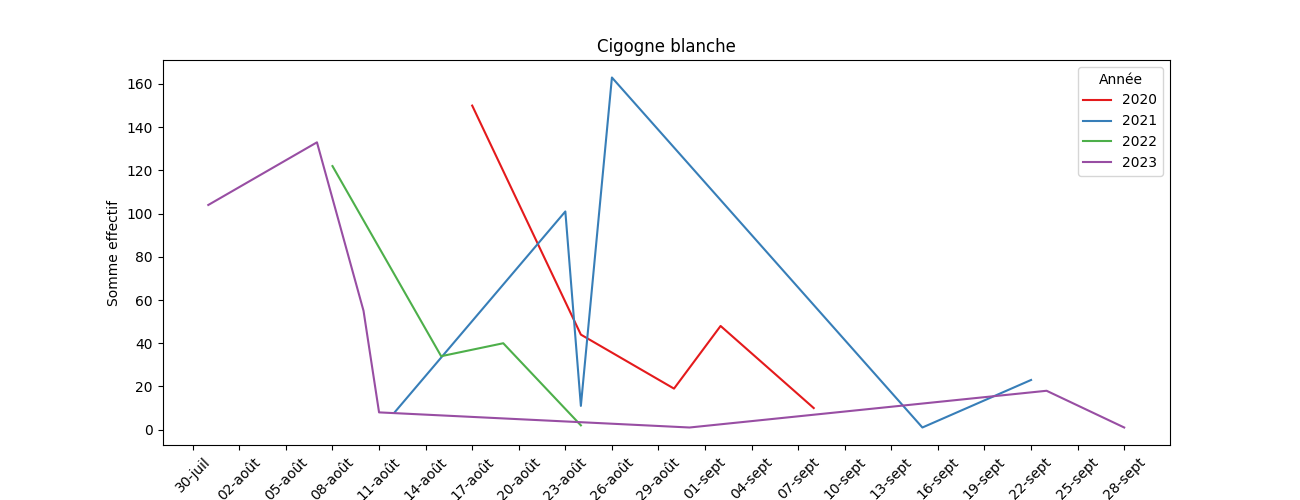 Cigogne blanche
Année
2020
2021
2022
2023
Somme effectif
160
140
120
100
80
60
40
20
0
30-juil
02-août
05-août
08-août
11-août
14-août
17-août
20-août
23-août
26-août
29-août
01-sept
04-sept
07-sept
10-sept
13-sept
16-sept
19-sept
22-sept
25-sept
28-sept